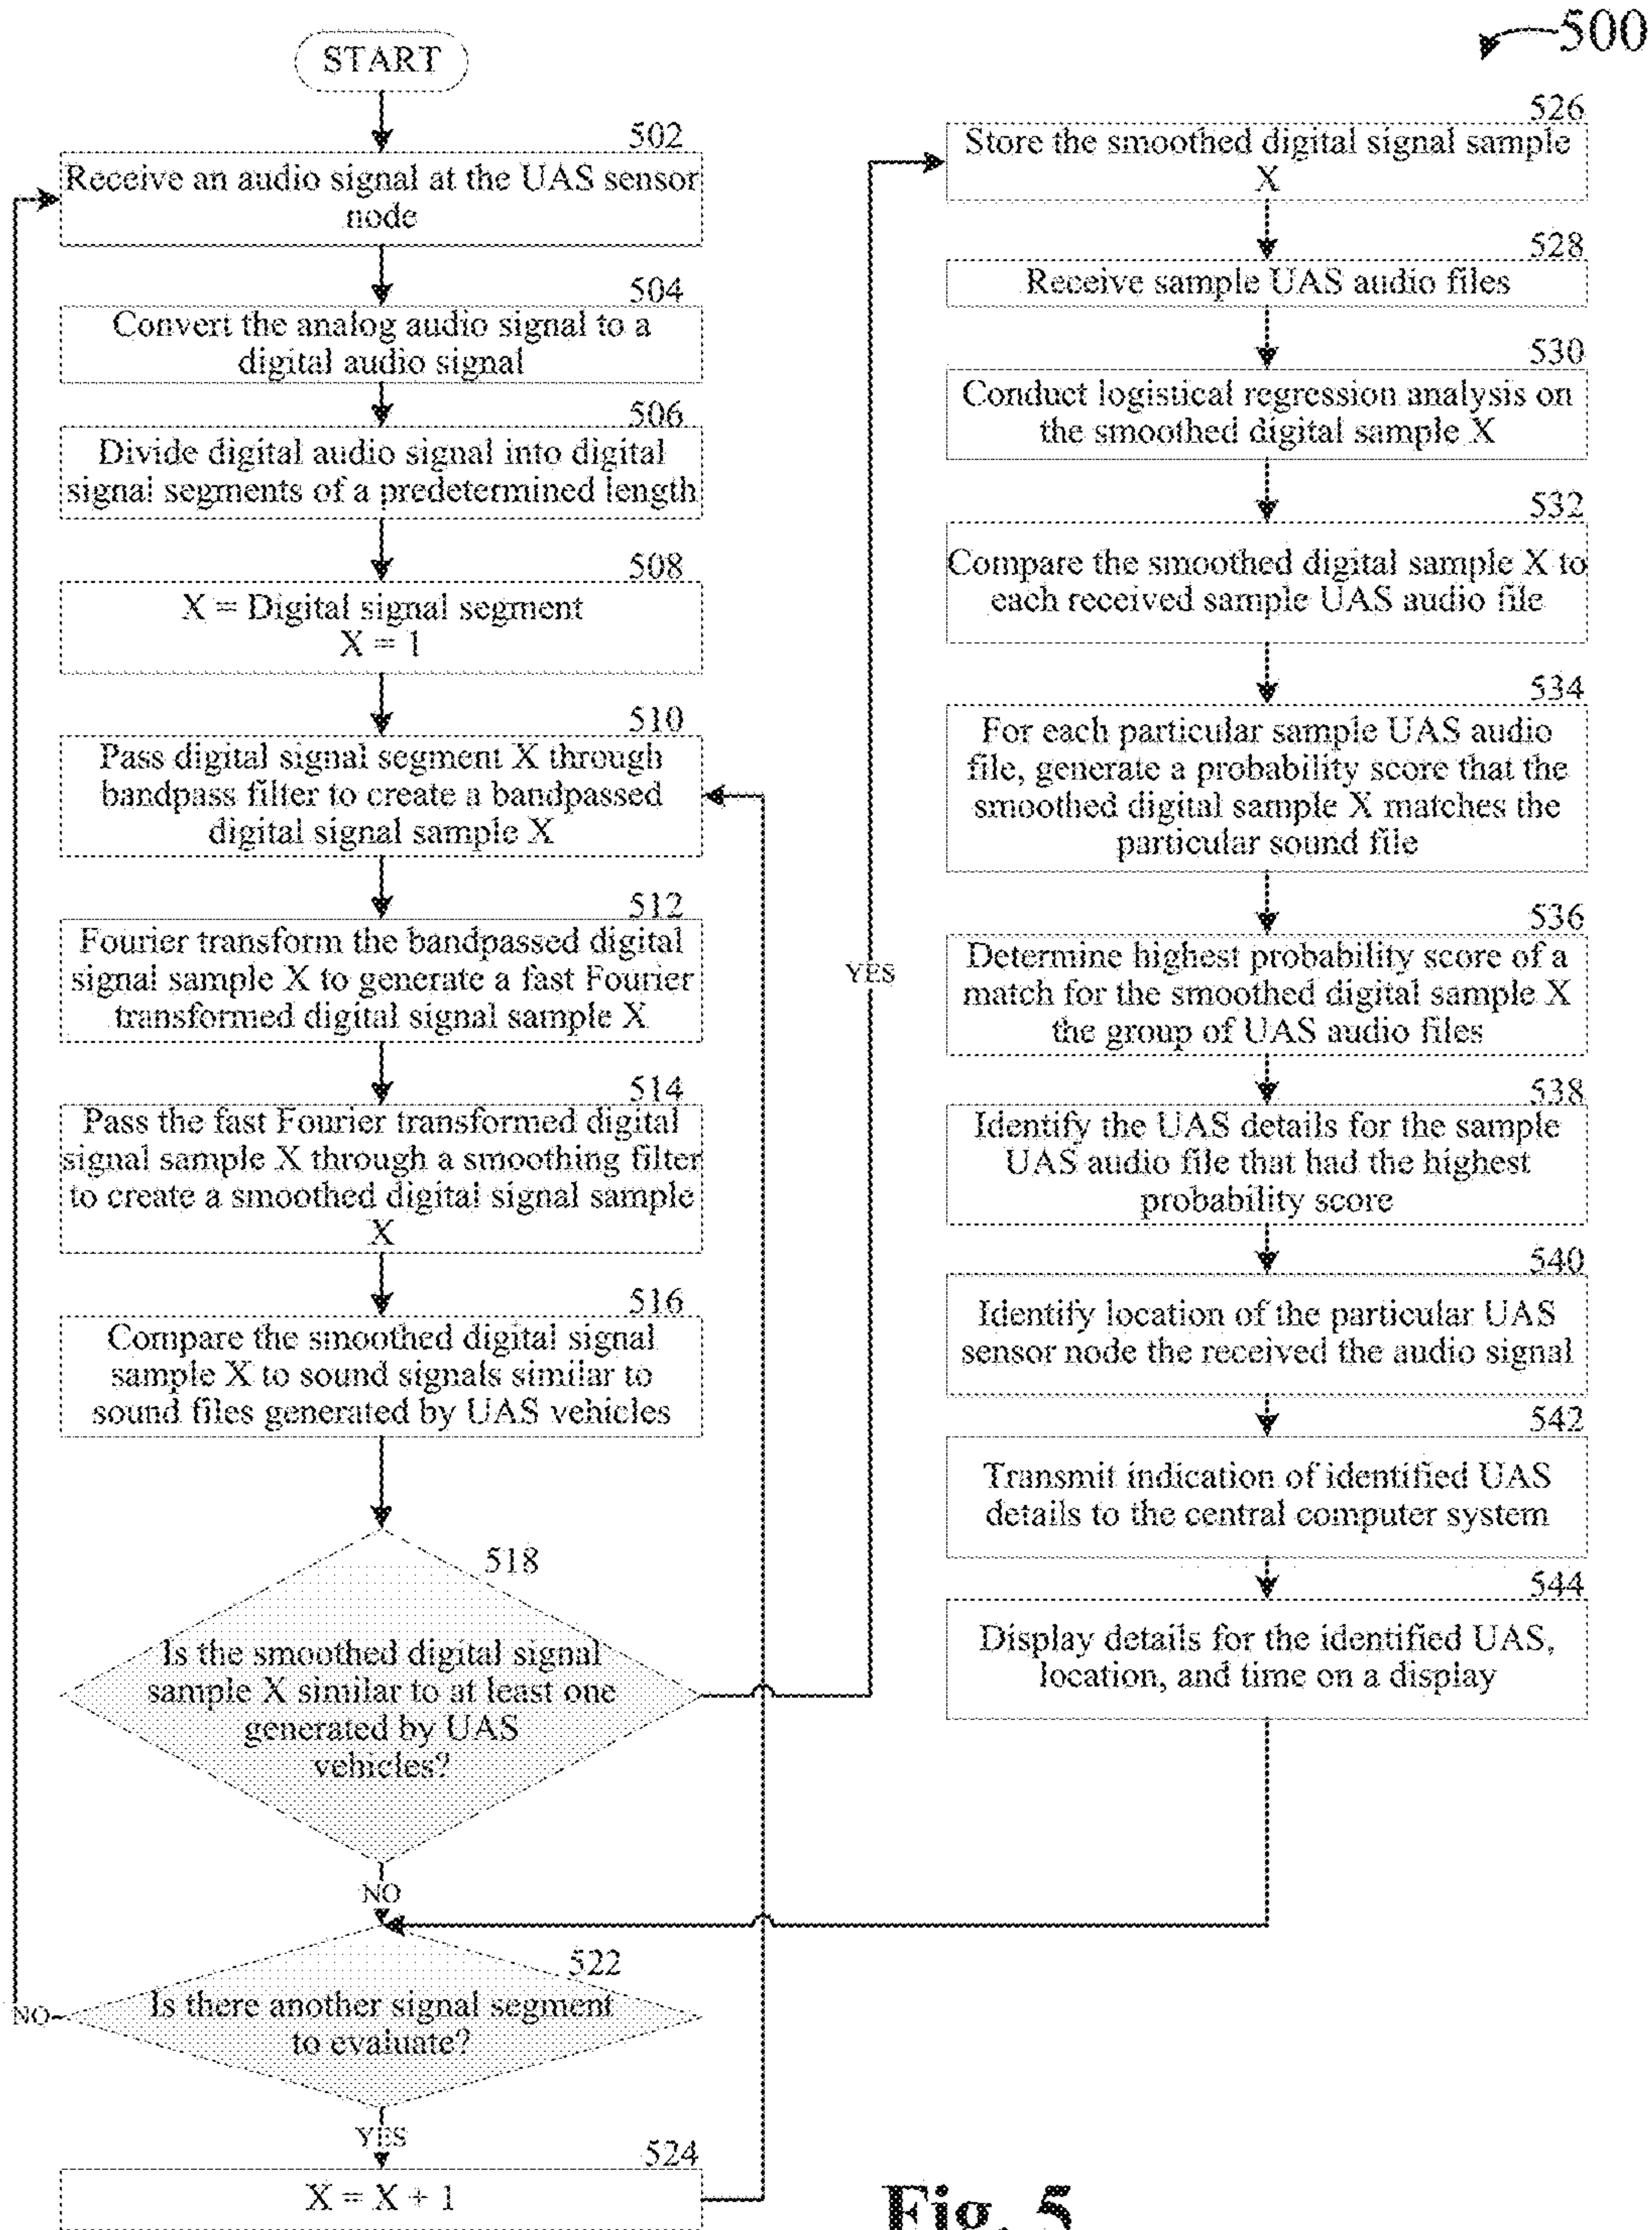 500
START
502
Receive an audio signal at the UAS sensor
node
504
Convert the analog audio signal to a
digital audio signal
506
Divide digital audio signal into digital
signal segments of a predetermined length
508
X = Digital signal segment
X = 1
510
Pass digital signal segment X through
bandpass filter to create a bandpassed
digital signal sample X
512
Fourier transform the bandpassed digital
signal sample X to generate a fast Fourier
transformed digital signal sample X
514
Pass the fast Fourier transformed digital
signal sample X through a smoothing filter
to create a smoothed digital signal sample
X
516
Compare the smoothed digital signal
sample X to sound signals similar to
sound files generated by UAS vehicles
518
Is the smoothed digital signal
sample X similar to at least one
generated by UAS
vehicles?
NO
522
Is there another signal segment
to evaluate?
NO
YES
524
X = X + 1
YES
526
Store the smoothed digital signal sample
X
528
Receive sample UAS audio files
530
Conduct logistical regression analysis on
the smoothed digital sample X
532
Compare the smoothed digital sample X to
each received sample UAS audio file
534
For each particular sample UAS audio
file, generate a probability score that the
smoothed digital sample X matches the
particular sound file
536
Determine highest probability score of a
match for the smoothed digital sample X
the group of UAS audio files
538
Identify the UAS details for the sample
UAS audio file that had the highest
probability score
540
Identify location of the particular UAS
sensor node the received the audio signal
542
Transmit indication of identified UAS
details to the central computer system
544
Display details for the identified UAS,
location, and time on a display
Fig. 5